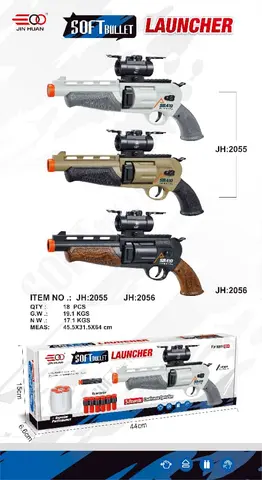 JIN HUAN
SOFT BULLET LAUNCHER
JH:2055
JH:2056
ITEM NO .: JH:2055 JH:2056
QTY : 18 PCS
G.W. : 19.1 KGS
N.W. : 17.1 KGS
MEAS: 45.5X31.5X64 cm
SOFT BULLET LAUNCHER
15cm
6.6cm
44cm